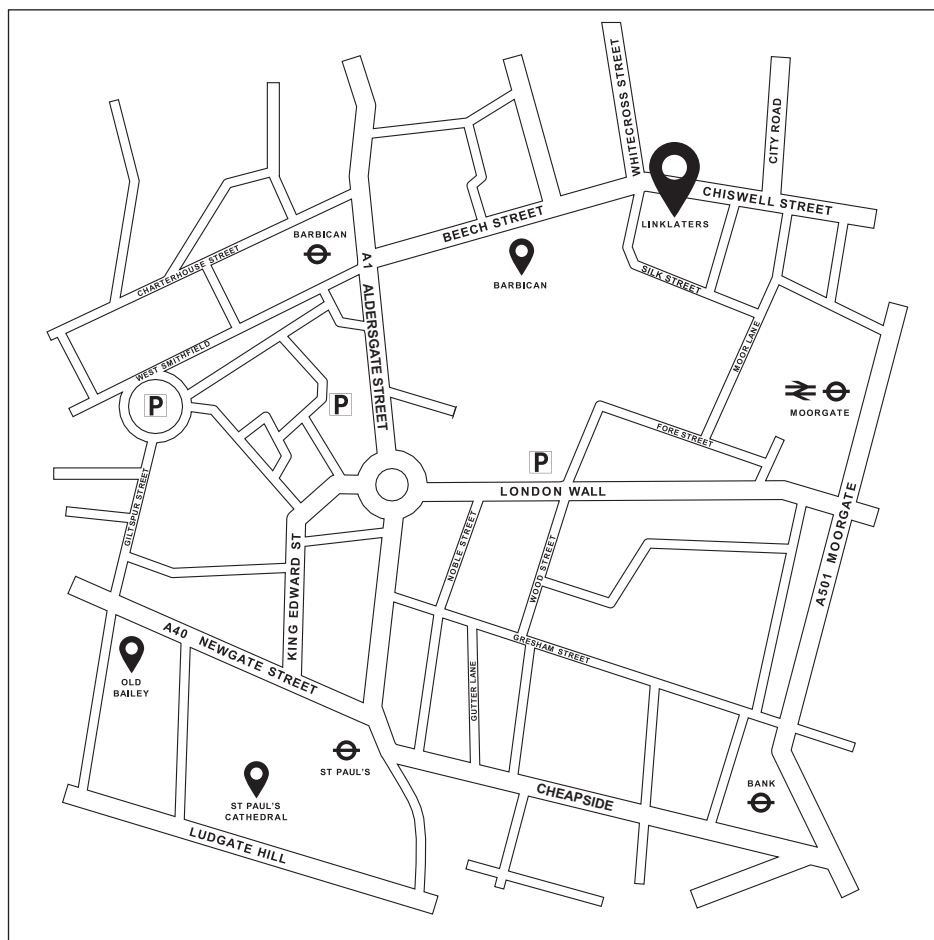 WHITECROSS STREET
CITY ROAD
CHISWELL STREET
LINKLATERS
BEECH STREET
BARBICAN
BARBICAN
CHARTERHOUSE STREET
SILK STREET
A1 ALDERSGATE STREET
MOOR LANE
WEST SMITHFIELD
P
P
MOORGATE
FORE STREET
P
LONDON WALL
GILTSPUR STREET
NOBLE STREET
WOOD STREET
A501 MOORGATE
KING EDWARD ST
A40 NEWGATE STREET
GRESHAM STREET
OLD
BAILEY
GUTTER LANE
ST PAUL'S
ST PAUL'S
CATHEDRAL
CHEAPSIDE
BANK
LUDGATE HILL